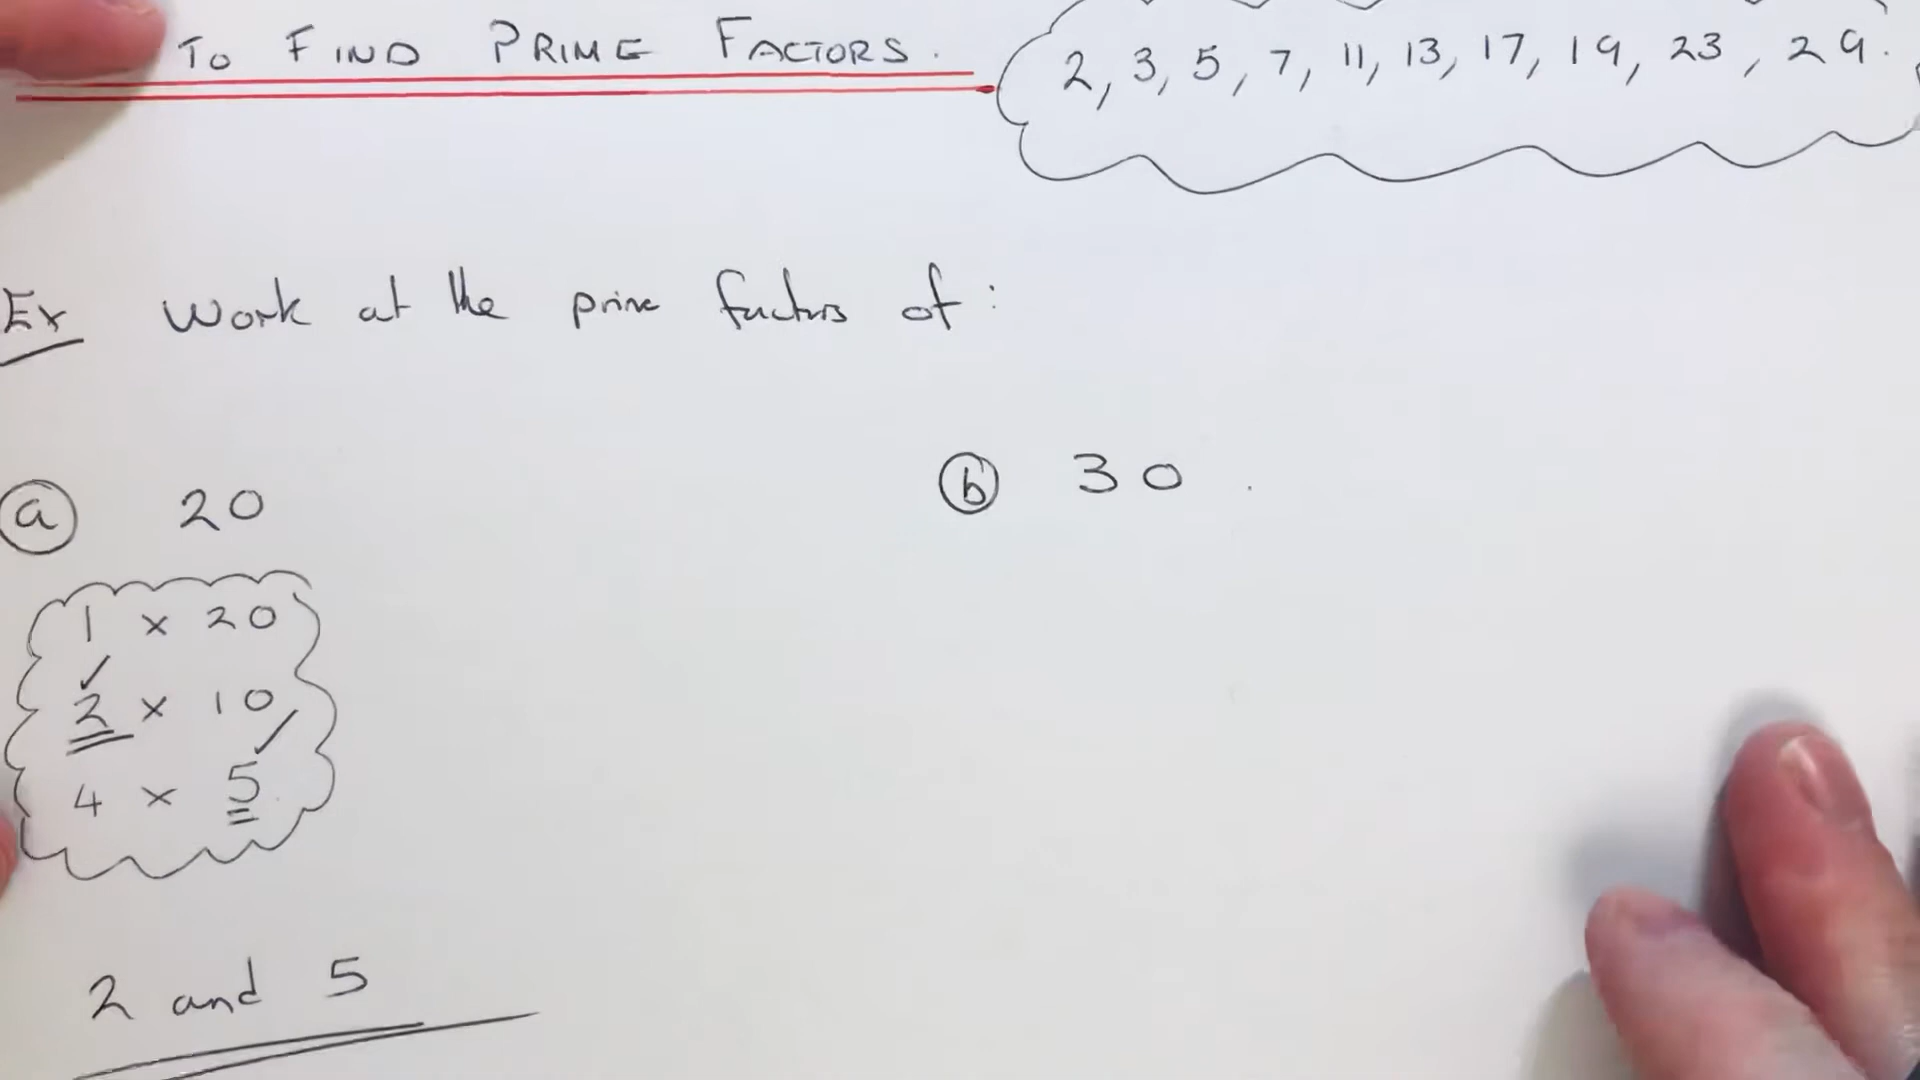 TO FIND PRIME FACTORS.
2, 3, 5, 7, 11, 13, 17, 19, 23, 29.
Ex Work at the prime factors of:
a 20
1 x 20
2 x 10
4 x 5
2 and 5
b 30.